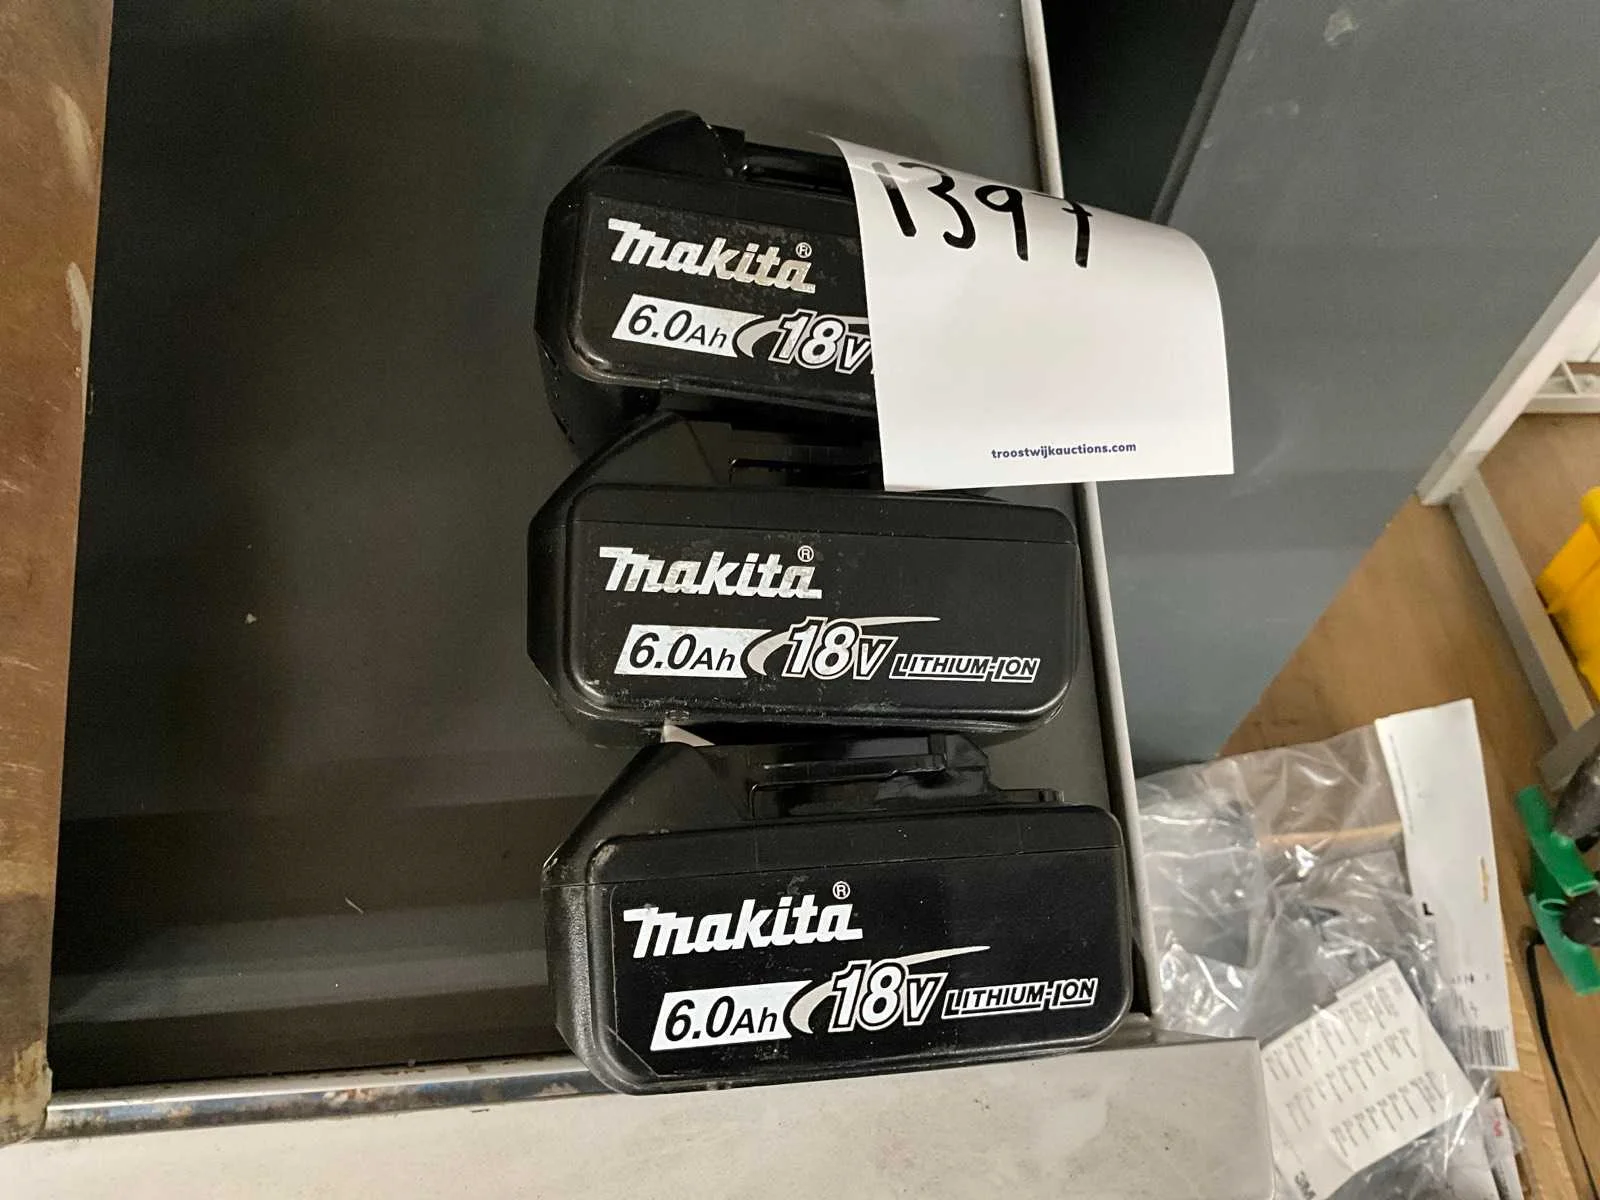 1397
makita®
6.0Ah 18V
troostwijkauctions.com
makita®
6.0Ah 18V LITHIUM-ION
makita®
6.0Ah 18V LITHIUM-ION
L
3M